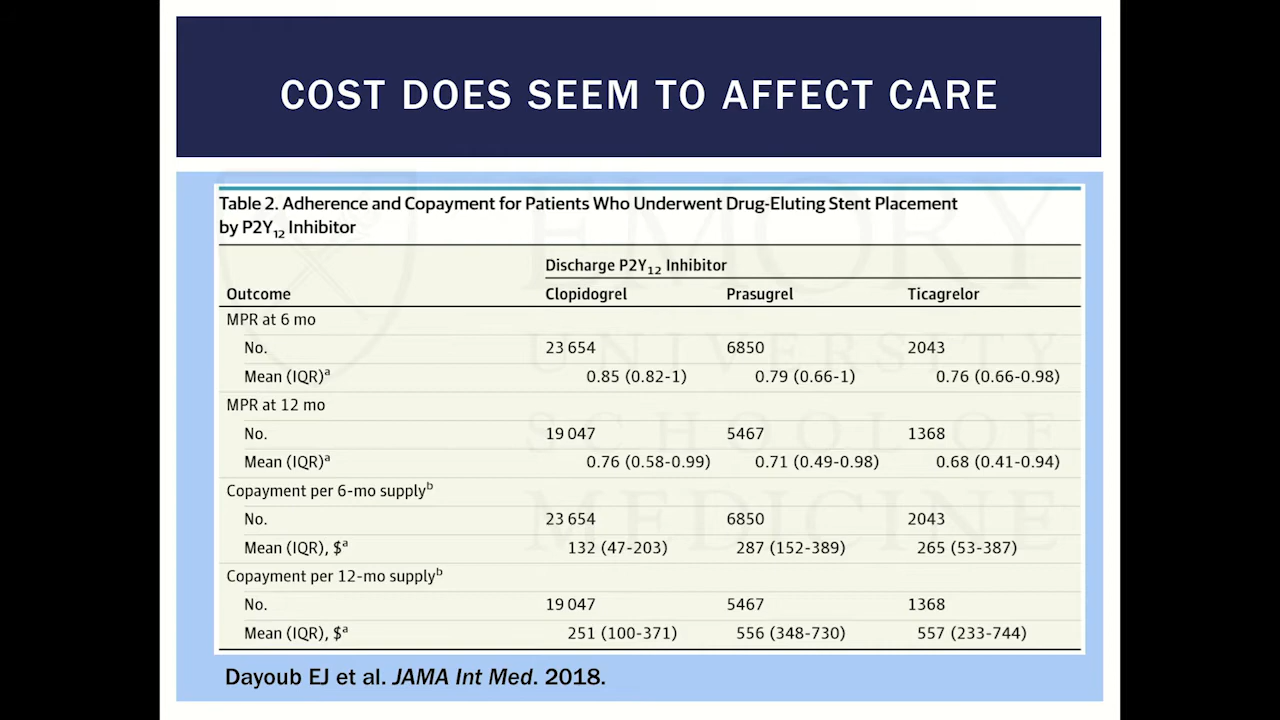 COST DOES SEEM TO AFFECT CARE
Table 2. Adherence and Copayment for Patients Who Underwent Drug-Eluting Stent Placement
by P2Y12 Inhibitor
Discharge P2Y12 Inhibitor
Outcome Clopidogrel Prasugrel Ticagrelor
MPR at 6 mo
No. 23 654 6850 2043
Mean (IQR)a 0.85 (0.82-1) 0.79 (0.66-1) 0.76 (0.66-0.98)
MPR at 12 mo
No. 19 047 5467 1368
Mean (IQR)a 0.76 (0.58-0.99) 0.71 (0.49-0.98) 0.68 (0.41-0.94)
Copayment per 6-mo supplyb
No. 23 654 6850 2043
Mean (IQR), $a 132 (47-203) 287 (152-389) 265 (53-387)
Copayment per 12-mo supplyb
No. 19 047 5467 1368
Mean (IQR), $a 251 (100-371) 556 (348-730) 557 (233-744)
Dayoub EJ et al. JAMA Int Med. 2018.
EMORY
UNIVERSITY
SCHOOL OF
MEDICINE